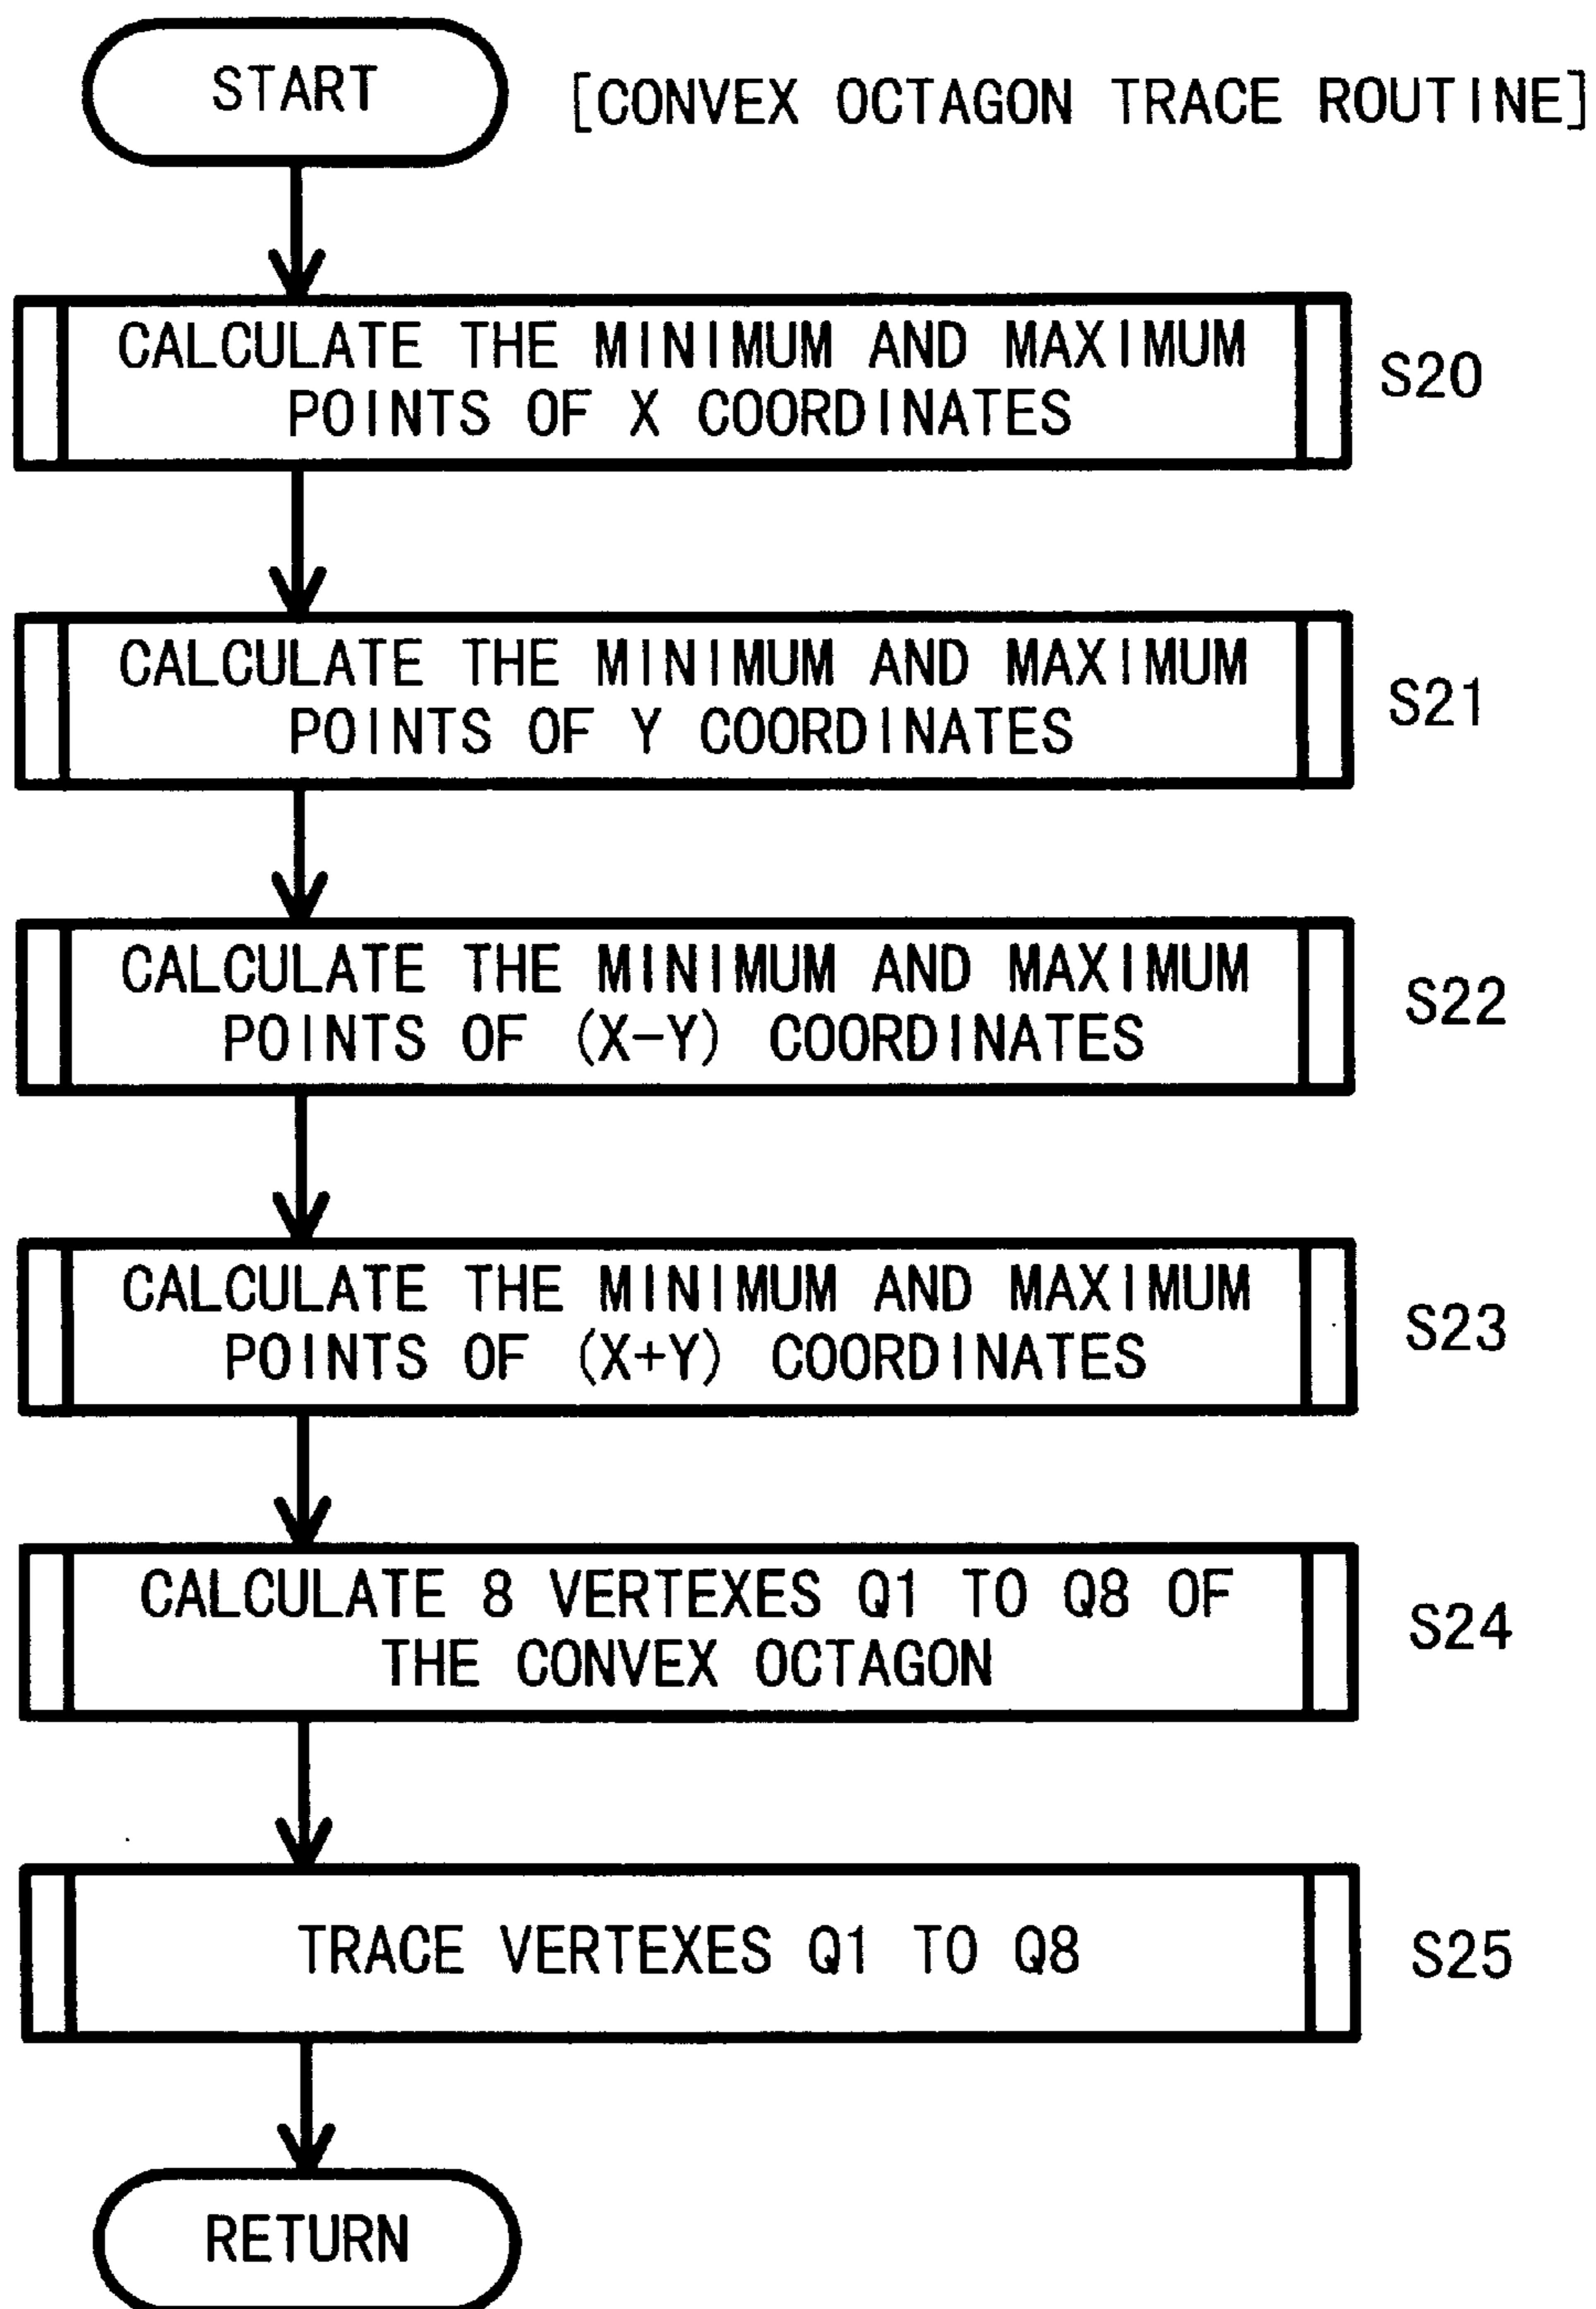 START
[CONVEX OCTAGON TRACE ROUTINE]
CALCULATE THE MINIMUM AND MAXIMUM
POINTS OF X COORDINATES
S20
CALCULATE THE MINIMUM AND MAXIMUM
POINTS OF Y COORDINATES
S21
CALCULATE THE MINIMUM AND MAXIMUM
POINTS OF (X-Y) COORDINATES
S22
CALCULATE THE MINIMUM AND MAXIMUM
POINTS OF (X+Y) COORDINATES
S23
CALCULATE 8 VERTEXES Q1 TO Q8 OF
THE CONVEX OCTAGON
S24
TRACE VERTEXES Q1 TO Q8
S25
RETURN